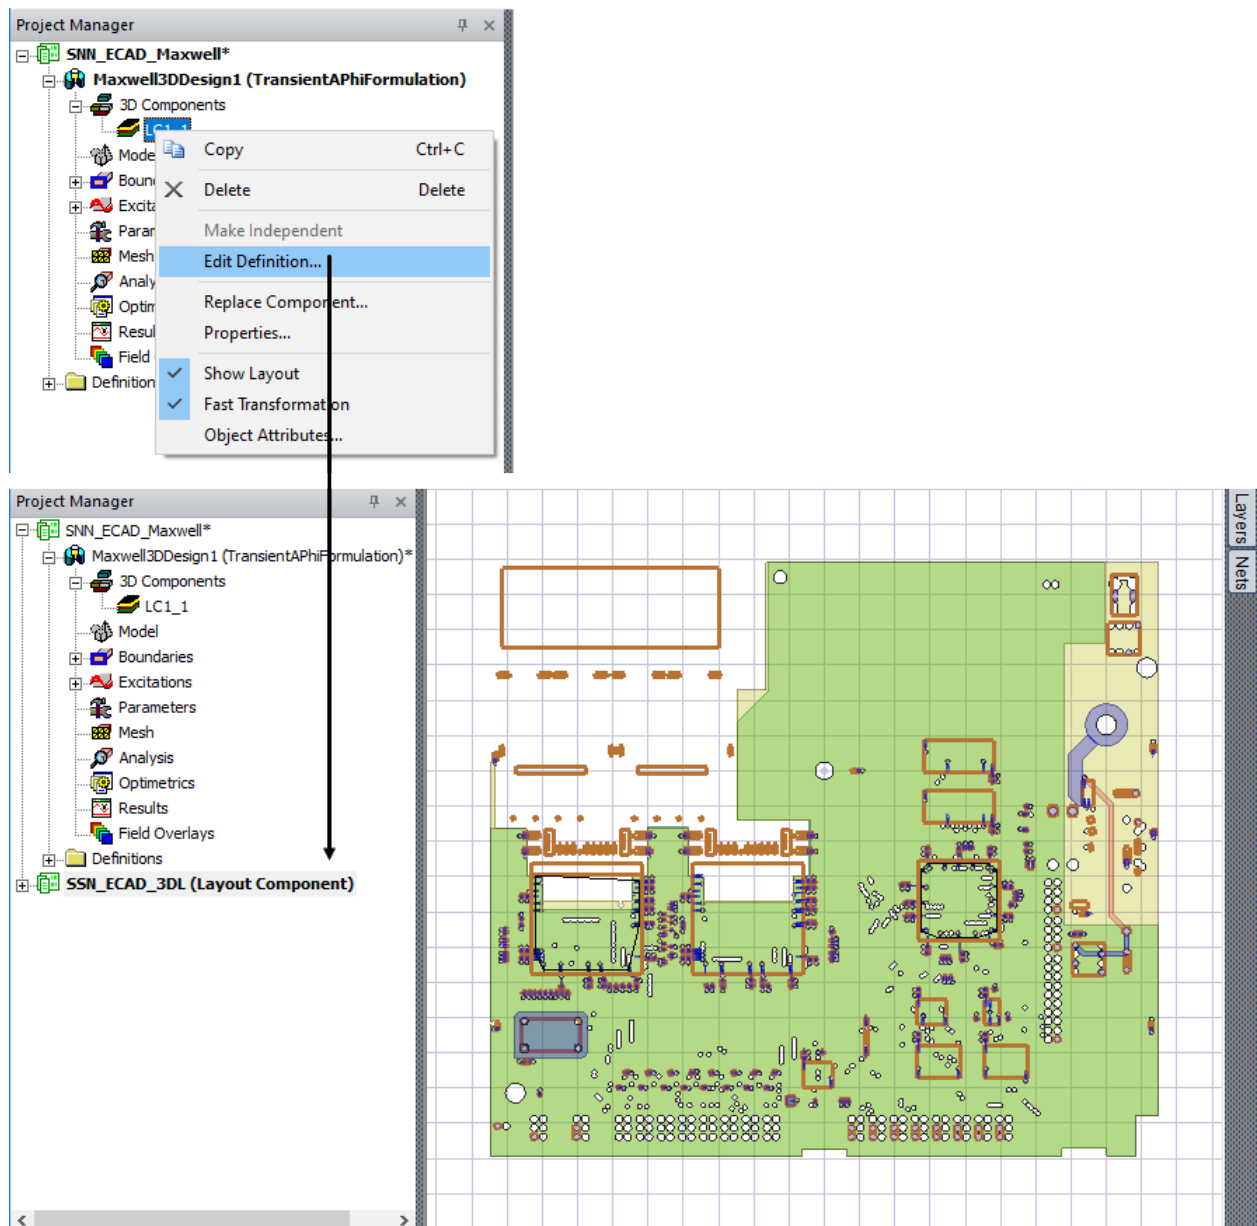 Project Manager
SNN_ECAD_Maxwell*
Maxwell3DDesign1 (TransientAPhiFormulation)
3D Components
LC1_1
Mode
Copy Ctrl+C
Boun
Delete Delete
Excita
Paran
Make Independent
Mesh
Edit Definition...
Analy
Optim
Replace Component...
Resul
Properties...
Field
Show Layout
Definition
Fast Transformation
Object Attributes...
Project Manager
SNN_ECAD_Maxwell*
Maxwell3DDesign1 (TransientAPhiFormulation)*
3D Components
LC1_1
Model
Boundaries
Excitations
Parameters
Mesh
Analysis
Optimetrics
Results
Field Overlays
Definitions
SSN_ECAD_3DL (Layout Component)
Layers
Nets